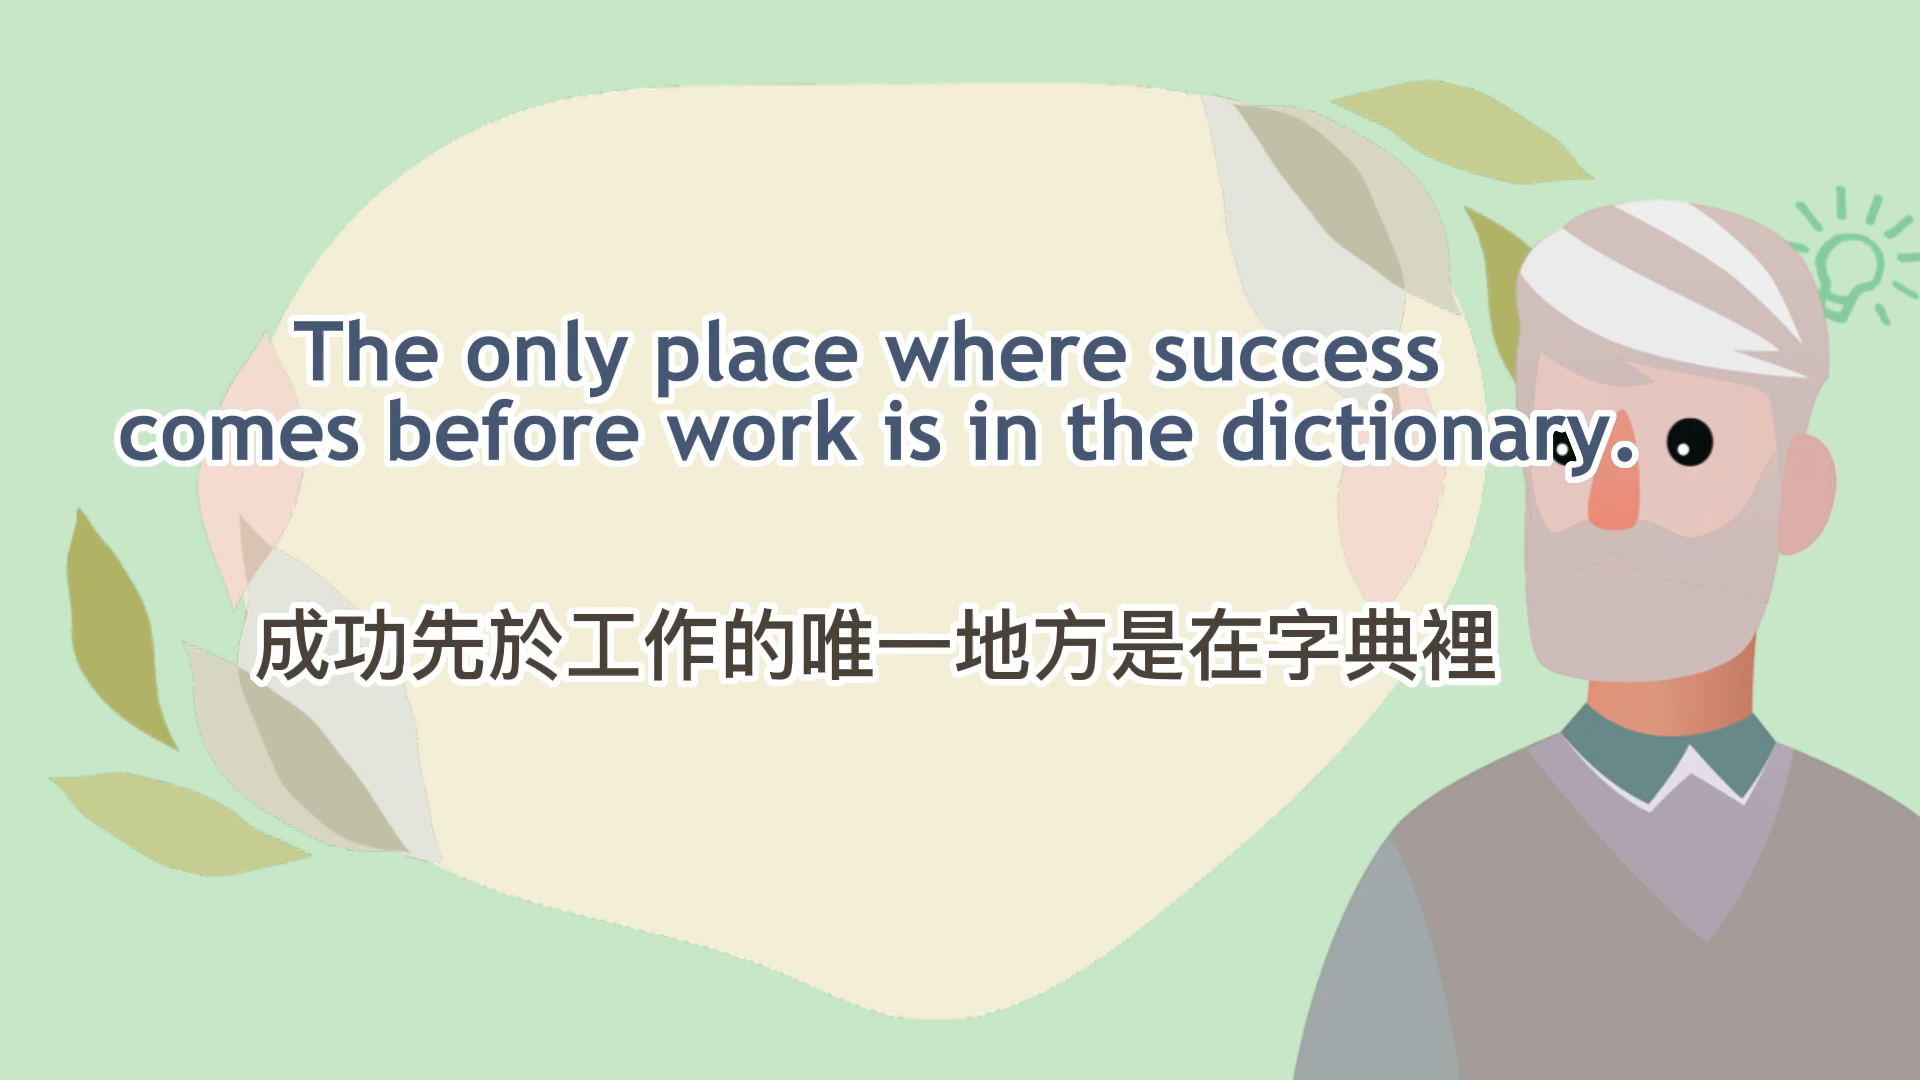 The only place where success
comes before work is in the dictionary.
成功先於工作的唯一地方是在字典裡